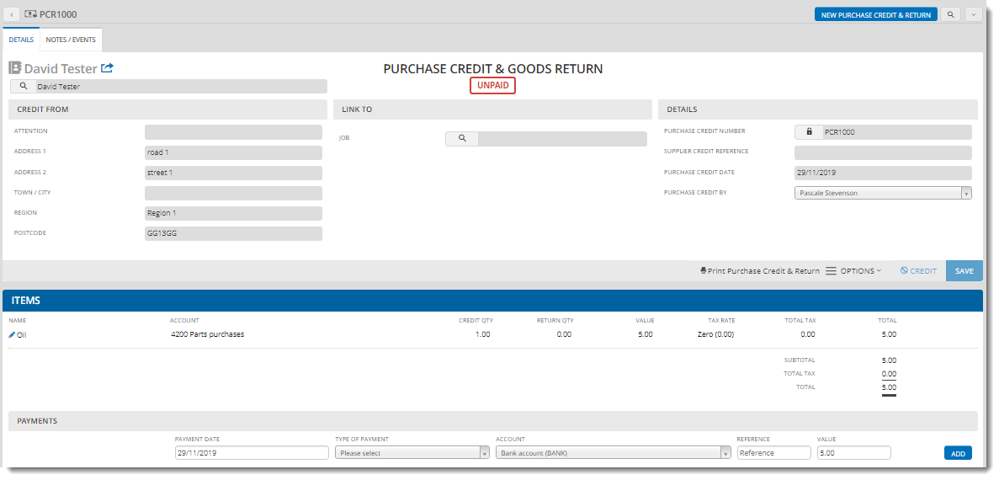 PCR1000
NEW PURCHASE CREDIT & RETURN
DETAILS
NOTES / EVENTS
David Tester
PURCHASE CREDIT & GOODS RETURN
David Tester
UNPAID
CREDIT FROM
LINK TO
DETAILS
ATTENTION
JOB
PURCHASE CREDIT NUMBER
PCR1000
ADDRESS 1
road 1
SUPPLIER CREDIT REFERENCE
ADDRESS 2
street 1
PURCHASE CREDIT DATE
29/11/2019
TOWN / CITY
PURCHASE CREDIT BY
Pascale Stevenson
REGION
Region 1
POSTCODE
GG13GG
Print Purchase Credit & Return
OPTIONS
CREDIT
SAVE
ITEMS
NAME ACCOUNT CREDIT QTY RETURN QTY VALUE TAX RATE TOTAL TAX TOTAL
Oil 4200 Parts purchases 1.00 0.00 5.00 Zero (0.00) 0.00 5.00
SUBTOTAL 5.00
TOTAL TAX 0.00
TOTAL 5.00
PAYMENTS
PAYMENT DATE TYPE OF PAYMENT ACCOUNT REFERENCE VALUE
29/11/2019 Please select Bank account (BANK) Reference 5.00 ADD